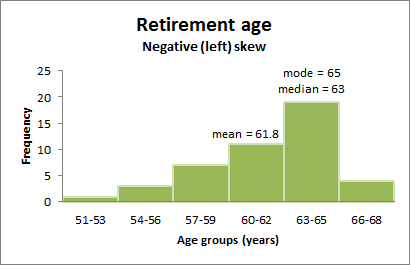 Retirement age
Negative (left) skew
mode = 65
median = 63
mean = 61.8
25
20
15
10
5
0
Frequency
51-53 54-56 57-59 60-62 63-65 66-68
Age groups (years)